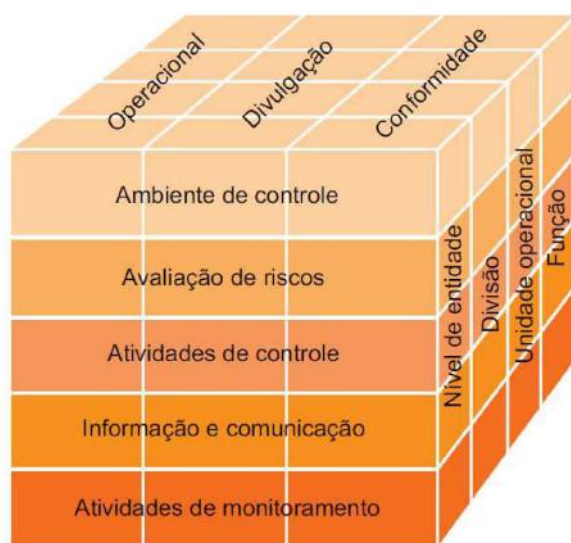 Operacional
Divulgação
Conformidade
Ambiente de controle
Avaliação de riscos
Atividades de controle
Informação e comunicação
Atividades de monitoramento
Nível de entidade
Divisão
Unidade operacional
Função